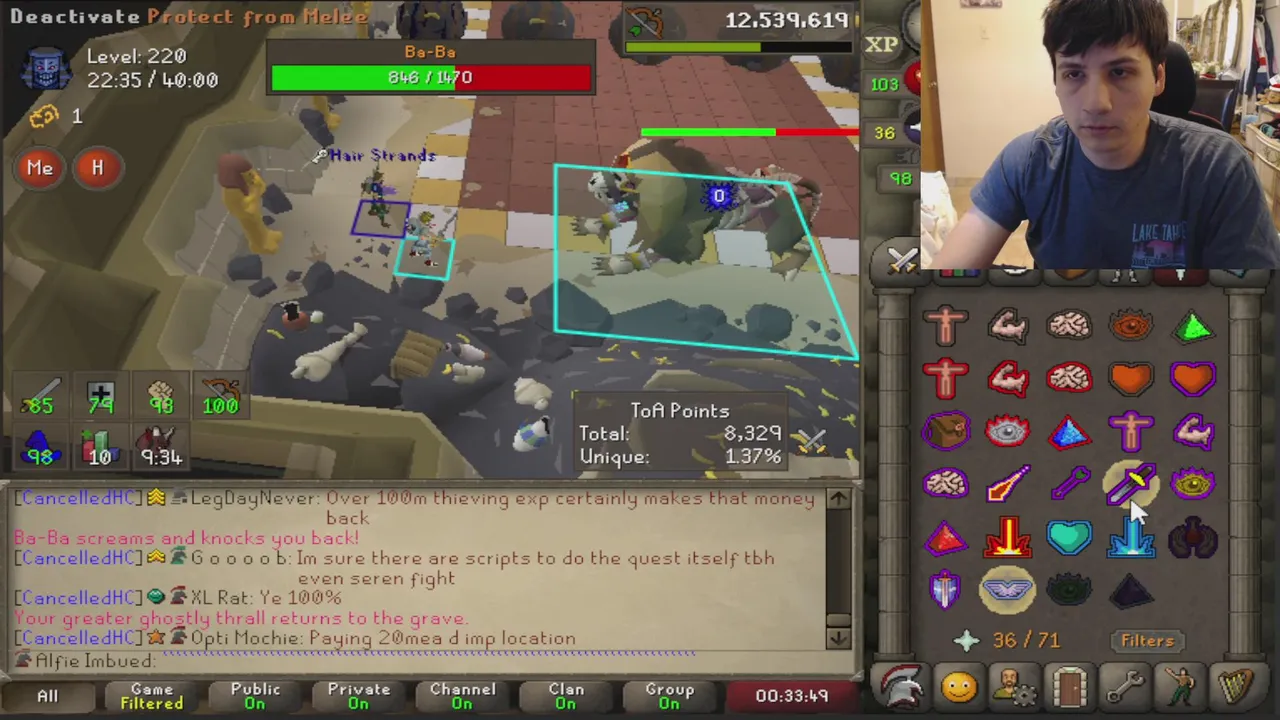 Deactivate Protect from Melee
12,539,619
XP
Level: 220
22:35 / 40:00
Ba-Ba
846 / 1470
1
103
36
98
Me
H
Hair Strands
0
LAKE TAHOE
85
79
93
100
98
10
9:34
ToA Points
Total: 8,329
Unique: 1.37%
[CancelledHC] LegDayNever: Over 100m thieving exp certainly makes that money
back
Ba-Ba screams and knocks you back!
[CancelledHC] G o o o o b: Im sure there are scripts to do the quest itself tbh
even seren fight
[CancelledHC] XL Rat: Ye 100%
Your greater ghostly thrall returns to the grave.
[CancelledHC] Opti Mochie: Paying 20mea d imp location
Alfie Imbued:
36 / 71
Filters
All
Game
Filtered
Public
On
Private
On
Channel
On
Clan
On
Group
On
00:33:49